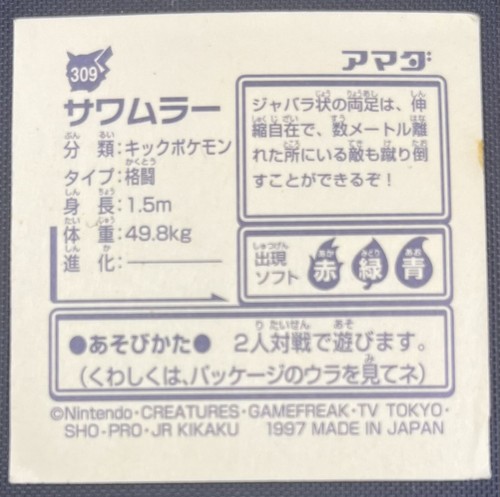 309
アマダ
サワムラー
分類:キックポケモン
タイプ:格闘
身長:1.5m
体重:49.8kg
進化:————
ジャバラ状の両足は、伸
縮自在で、数メートル離
れた所にいる敵も蹴り倒
すことができるぞ！
出現
ソフト
赤 緑 青
●あそびかた● 2人対戦で遊びます。
(くわしくは、パッケージのウラを見てネ)
©Nintendo・CREATURES・GAMEFREAK・TV TOKYO・
SHO・PRO・JR KIKAKU 1997 MADE IN JAPAN